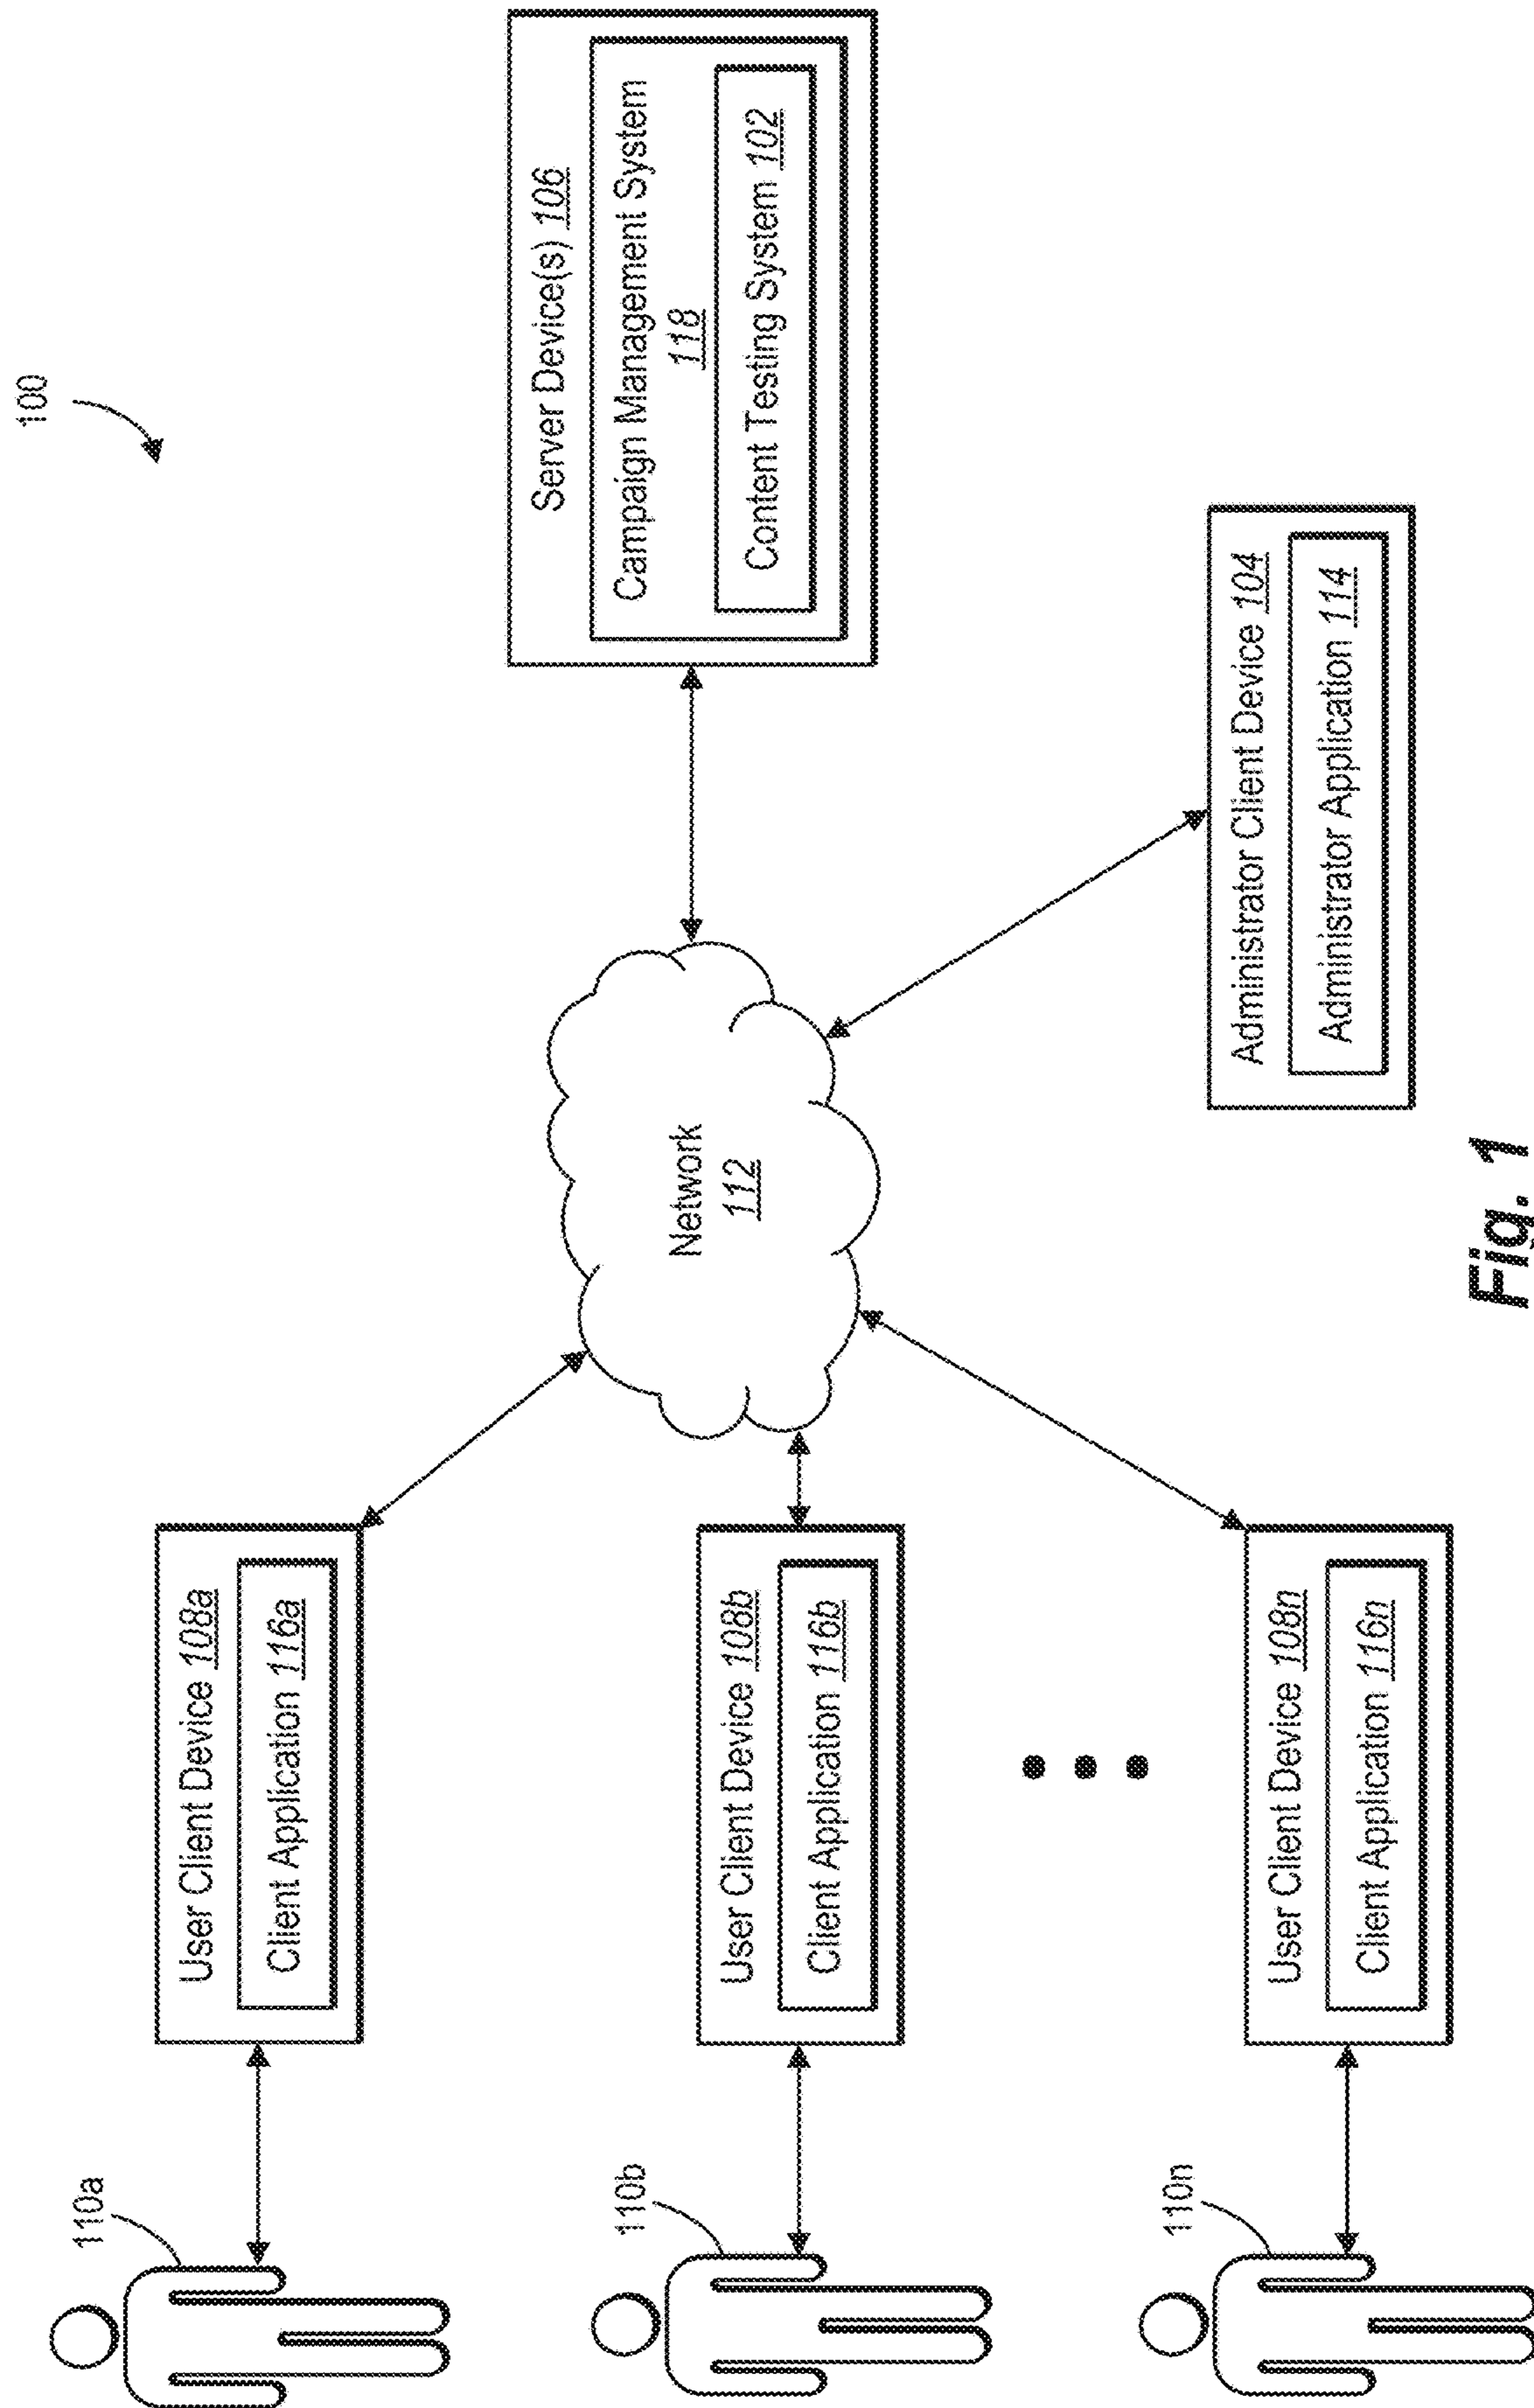 100
110a
User Client Device 108a
Client Application 116a
110b
User Client Device 108b
Client Application 116b
110n
User Client Device 108n
Client Application 116n
Network
112
Server Device(s) 106
Campaign Management System
118
Content Testing System 102
Administrator Client Device 104
Administrator Application 114
Fig. 1